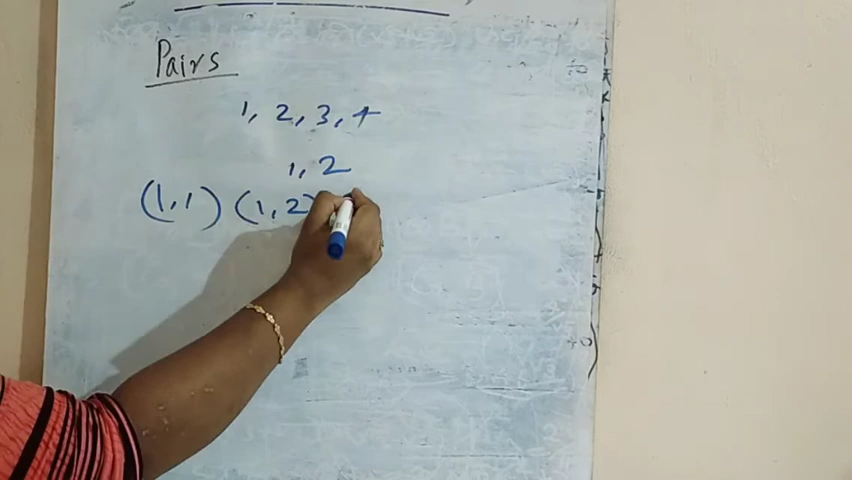 Pairs
1, 2, 3, 4
1, 2
(1,1) (1,2)